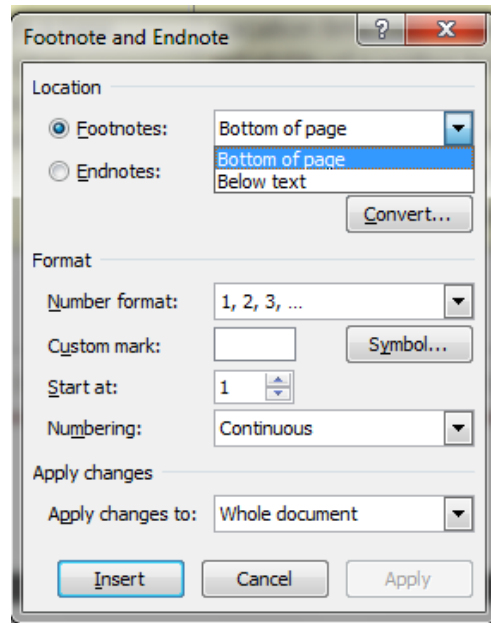 Footnote and Endnote ?
Location
Footnotes: Bottom of page
Bottom of page
Endnotes:
Below text
Convert...
Format
Number format: 1, 2, 3, ...
Custom mark: Symbol...
Start at: 1
Numbering: Continuous
Apply changes
Apply changes to: Whole document
Insert Cancel Apply